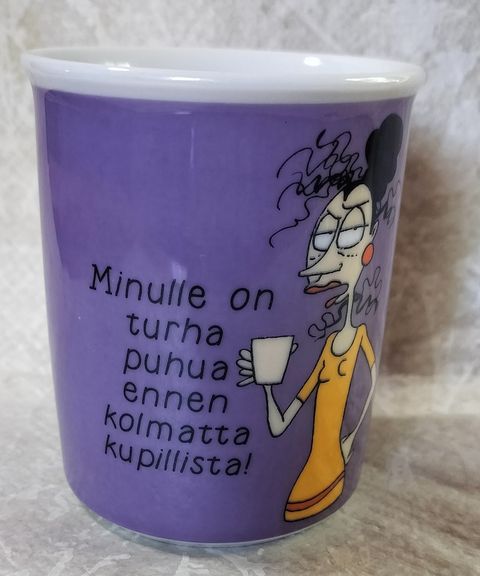 Minulle on
turha
puhua
ennen
kolmatta
kupillista!